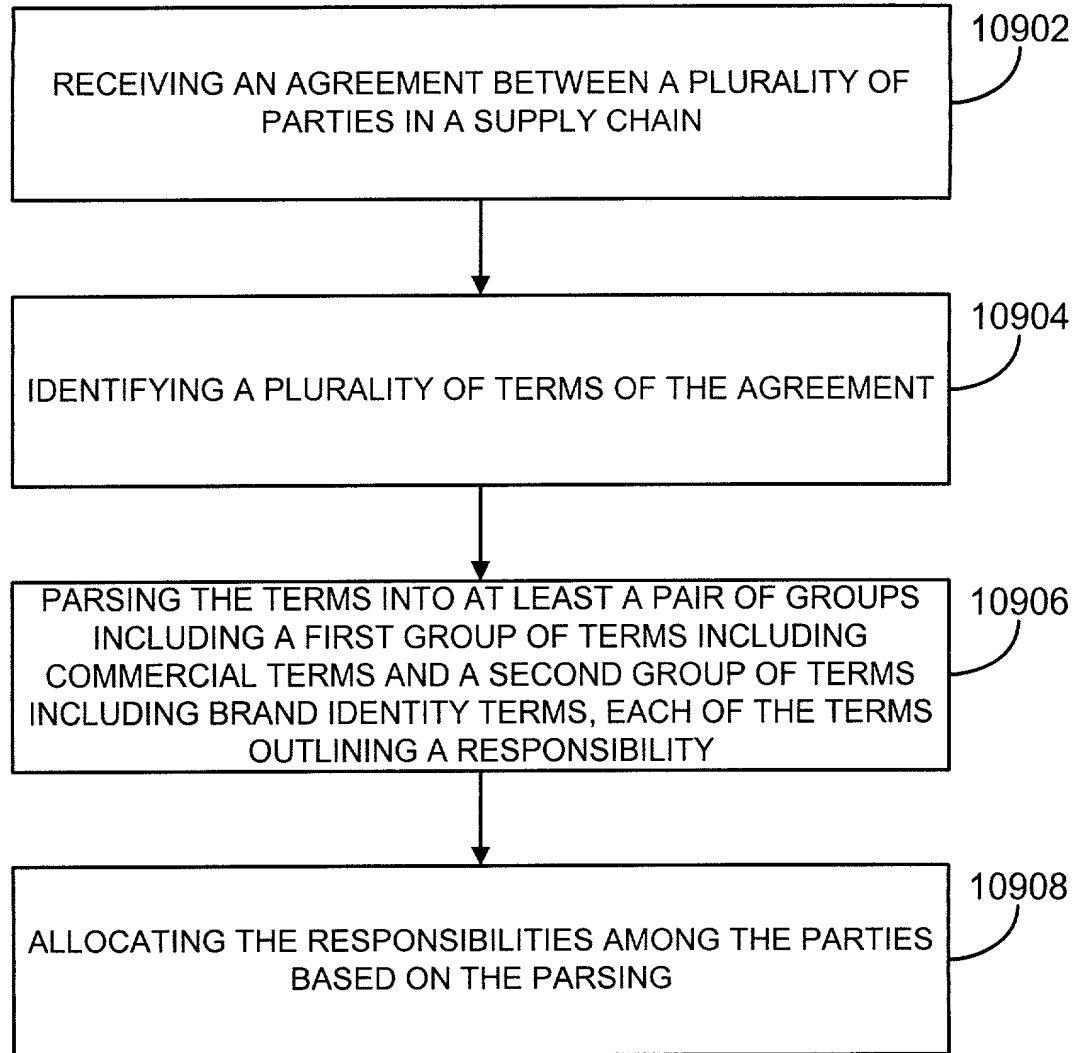 10902
RECEIVING AN AGREEMENT BETWEEN A PLURALITY OF
PARTIES IN A SUPPLY CHAIN
10904
IDENTIFYING A PLURALITY OF TERMS OF THE AGREEMENT
10906
PARSING THE TERMS INTO AT LEAST A PAIR OF GROUPS
INCLUDING A FIRST GROUP OF TERMS INCLUDING
COMMERCIAL TERMS AND A SECOND GROUP OF TERMS
INCLUDING BRAND IDENTITY TERMS, EACH OF THE TERMS
OUTLINING A RESPONSIBILITY
10908
ALLOCATING THE RESPONSIBILITIES AMONG THE PARTIES
BASED ON THE PARSING